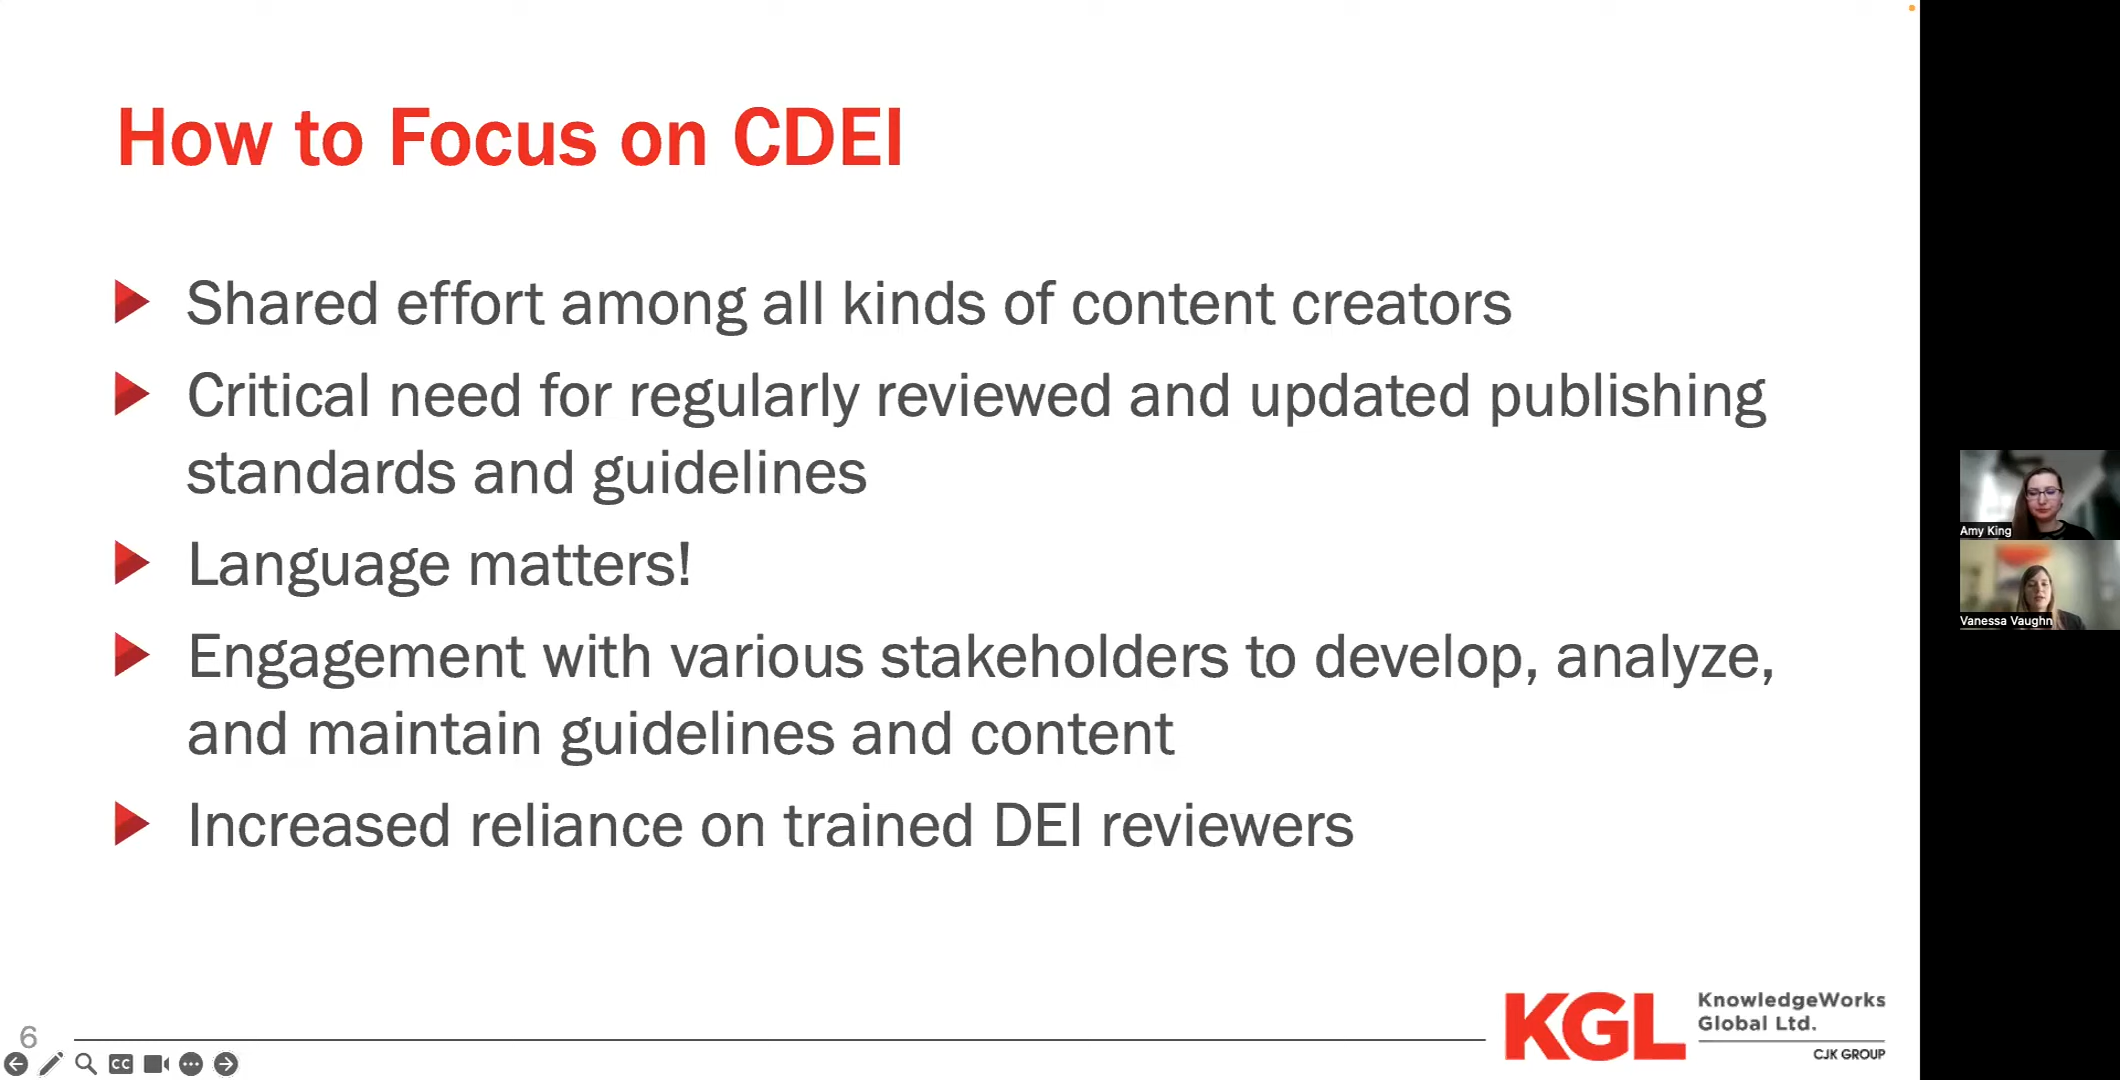 How to Focus on CDEI
Shared effort among all kinds of content creators
Critical need for regularly reviewed and updated publishing
standards and guidelines
Language matters!
Engagement with various stakeholders to develop, analyze,
and maintain guidelines and content
Increased reliance on trained DEI reviewers
Amy King
Vanessa Vaughn
6
KGL
KnowledgeWorks
Global Ltd.
CJK GROUP
CC